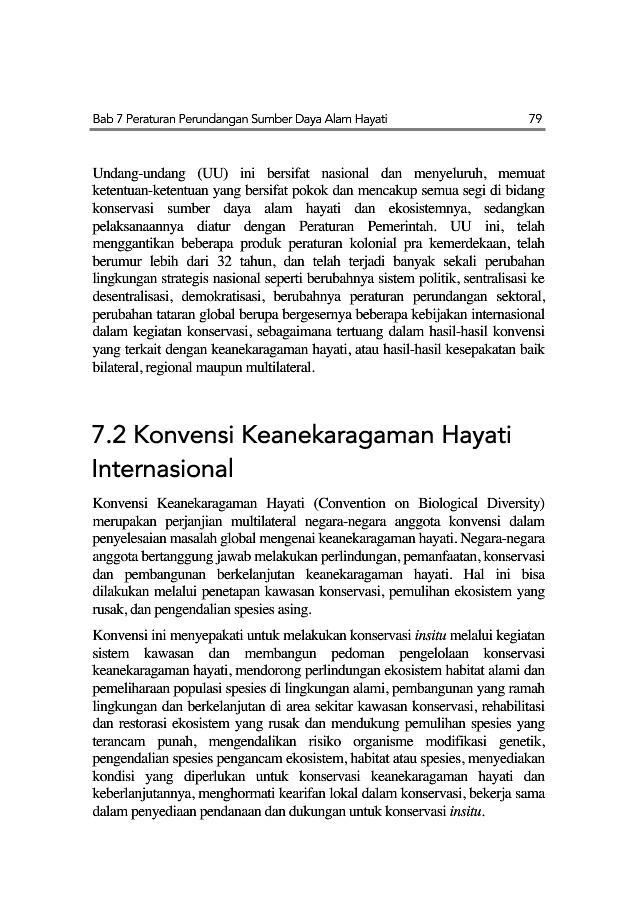 Bab 7 Peraturan Perundangan Sumber Daya Alam Hayati 79
Undang-undang (UU) ini bersifat nasional dan menyeluruh, memuat
ketentuan-ketentuan yang bersifat pokok dan mencakup semua segi di bidang
konservasi sumber daya alam hayati dan ekosistemnya, sedangkan
pelaksanaannya diatur dengan Peraturan Pemerintah. UU ini, telah
menggantikan beberapa produk peraturan kolonial pra kemerdekaan, telah
berumur lebih dari 32 tahun, dan telah terjadi banyak sekali perubahan
lingkungan strategis nasional seperti berubahnya sistem politik, sentralisasi ke
desentralisasi, demokratisasi, berubahnya peraturan perundangan sektoral,
perubahan tataran global berupa bergesernya beberapa kebijakan internasional
dalam kegiatan konservasi, sebagaimana tertuang dalam hasil-hasil konvensi
yang terkait dengan keanekaragaman hayati, atau hasil-hasil kesepakatan baik
bilateral, regional maupun multilateral.
7.2 Konvensi Keanekaragaman Hayati
Internasional
Konvensi Keanekaragaman Hayati (Convention on Biological Diversity)
merupakan perjanjian multilateral negara-negara anggota konvensi dalam
penyelesaian masalah global mengenai keanekaragaman hayati. Negara-negara
anggota bertanggung jawab melakukan perlindungan, pemanfaatan, konservasi
dan pembangunan berkelanjutan keanekaragaman hayati. Hal ini bisa
dilakukan melalui penetapan kawasan konservasi, pemulihan ekosistem yang
rusak, dan pengendalian spesies asing.
Konvensi ini menyepakati untuk melakukan konservasi insitu melalui kegiatan
sistem kawasan dan membangun pedoman pengelolaan konservasi
keanekaragaman hayati, mendorong perlindungan ekosistem habitat alami dan
pemeliharaan populasi spesies di lingkungan alami, pembangunan yang ramah
lingkungan dan berkelanjutan di area sekitar kawasan konservasi, rehabilitasi
dan restorasi ekosistem yang rusak dan mendukung pemulihan spesies yang
terancam punah, mengendalikan risiko organisme modifikasi genetik,
pengendalian spesies pengancam ekosistem, habitat atau spesies, menyediakan
kondisi yang diperlukan untuk konservasi keanekaragaman hayati dan
keberlanjutannya, menghormati kearifan lokal dalam konservasi, bekerja sama
dalam penyediaan pendanaan dan dukungan untuk konservasi insitu.